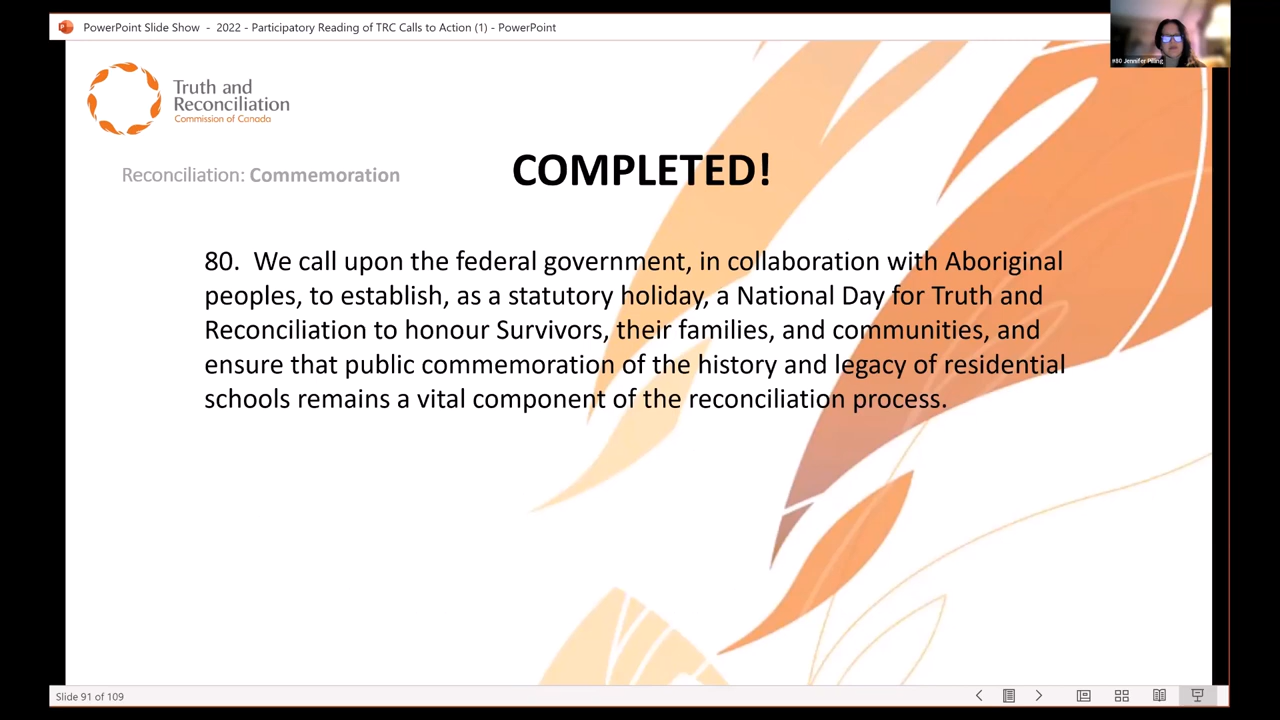 PowerPoint Slide Show - 2022 - Participatory Reading of TRC Calls to Action (1) - PowerPoint
#80 Jennifer Pilling
Truth and
Reconciliation
Commission of Canada
Reconciliation: Commemoration
COMPLETED!
80. We call upon the federal government, in collaboration with Aboriginal
peoples, to establish, as a statutory holiday, a National Day for Truth and
Reconciliation to honour Survivors, their families, and communities, and
ensure that public commemoration of the history and legacy of residential
schools remains a vital component of the reconciliation process.
Slide 91 of 109